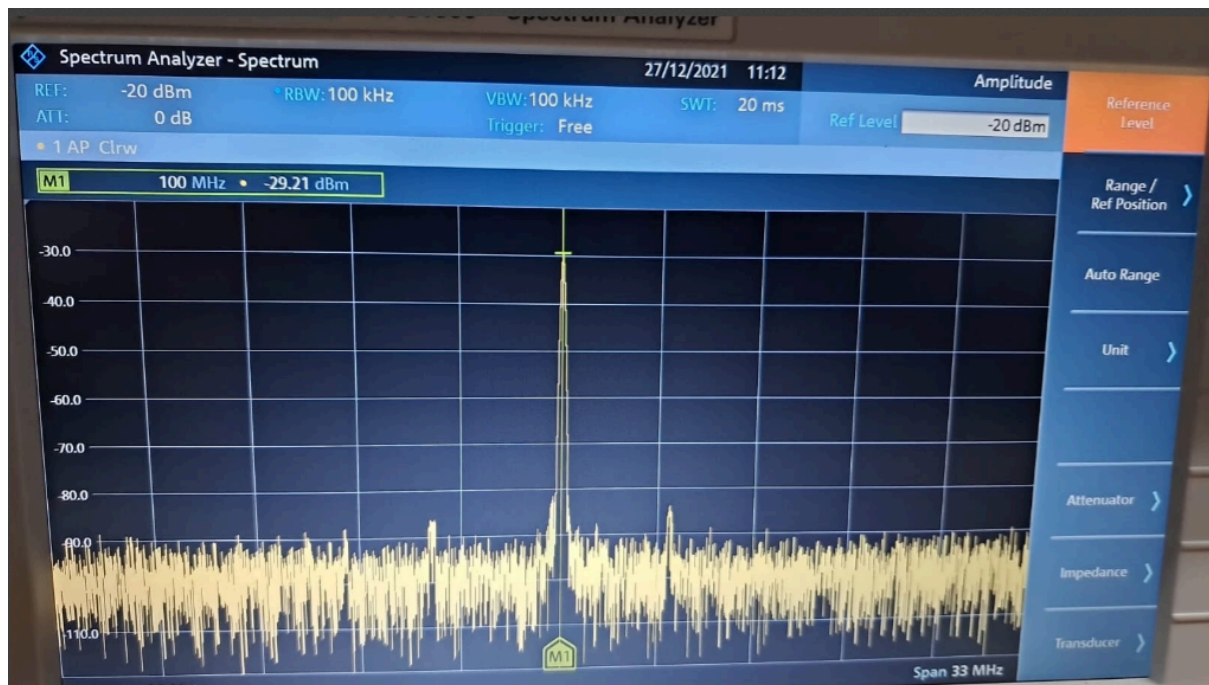 Spectrum Analyzer
Spectrum Analyzer - Spectrum 27/12/2021 11:12 Amplitude
REF: -20 dBm RBW: 100 kHz VBW: 100 kHz SWT: 20 ms
ATT: 0 dB Trigger: Free Ref Level -20 dBm
1 AP Clrw
M1 100 MHz • -29.21 dBm
-30.0
-40.0
-50.0
-60.0
-70.0
-80.0
-90.0
-110.0
M1
Span 33 MHz
Reference
Level
Range /
Ref Position
Auto Range
Unit
Attenuator
Impedance
Transducer